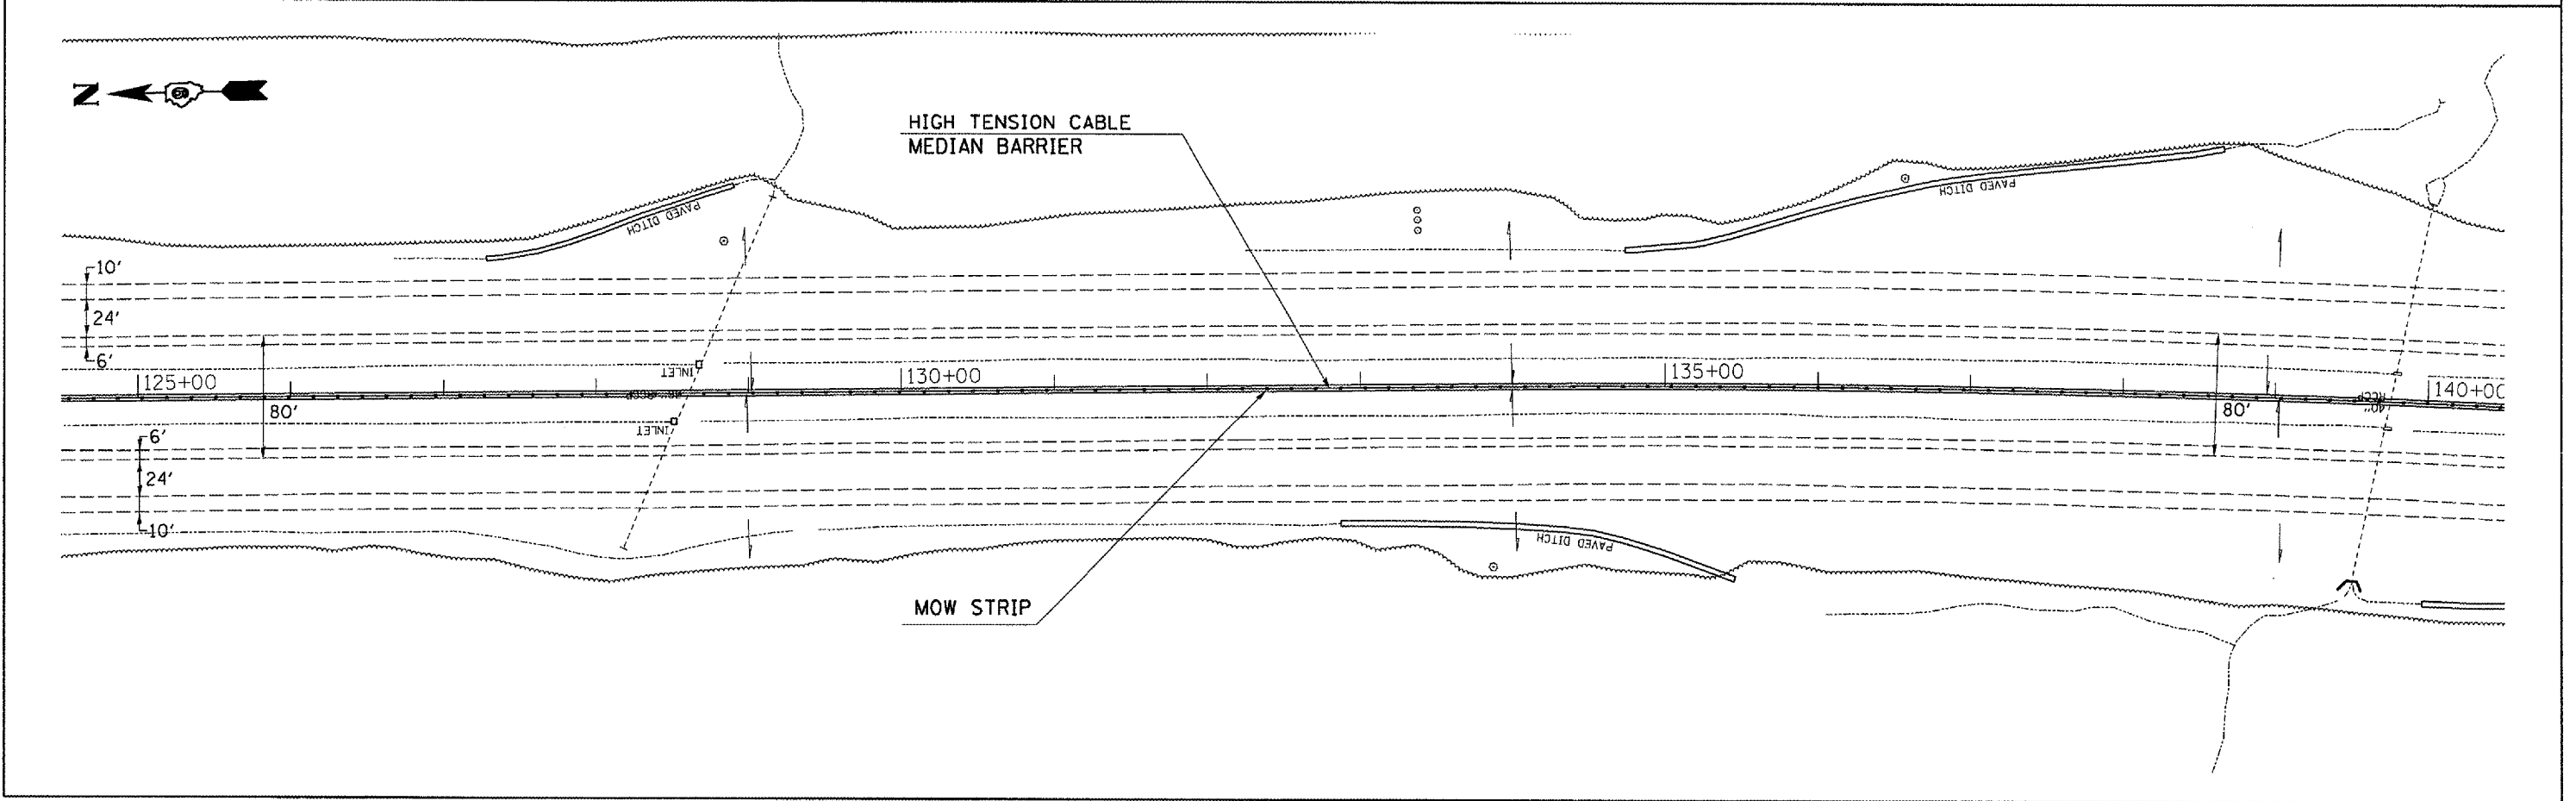 N
HIGH TENSION CABLE
MEDIAN BARRIER
PAVED DITCH
PAVED DITCH
10'
24'
6'
125+00
INLET
130+00
135+00
140+00
80'
80'
INLET
6'
24'
10'
PAVED DITCH
MOW STRIP